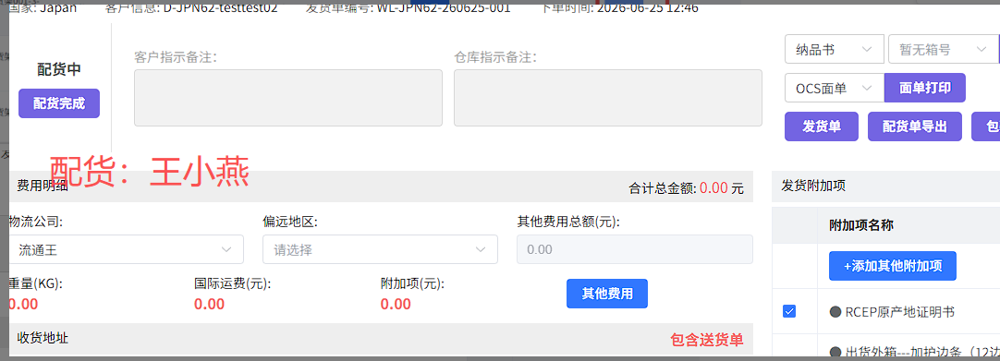 国家: Japan 客户信息: D-JPN62-testtest02 发货单编号: WL-JPN62-260625-001 下单时间: 2026-06-25 12:46
配货中
配货完成
客户指示备注:
仓库指示备注:
纳品书
暂无箱号
OCS面单
面单打印
发货单
配货单导出
包
配货：王小燕
费用明细
合计总金额: 0.00 元
物流公司:
流通王
偏远地区:
请选择
其他费用总额(元):
0.00
重量(KG):
0.00
国际运费(元):
0.00
附加项(元):
0.00
其他费用
收货地址
包含送货单
发货附加项
附加项名称
+添加其他附加项
RCEP原产地证明书
出货外箱---加护边条（12边